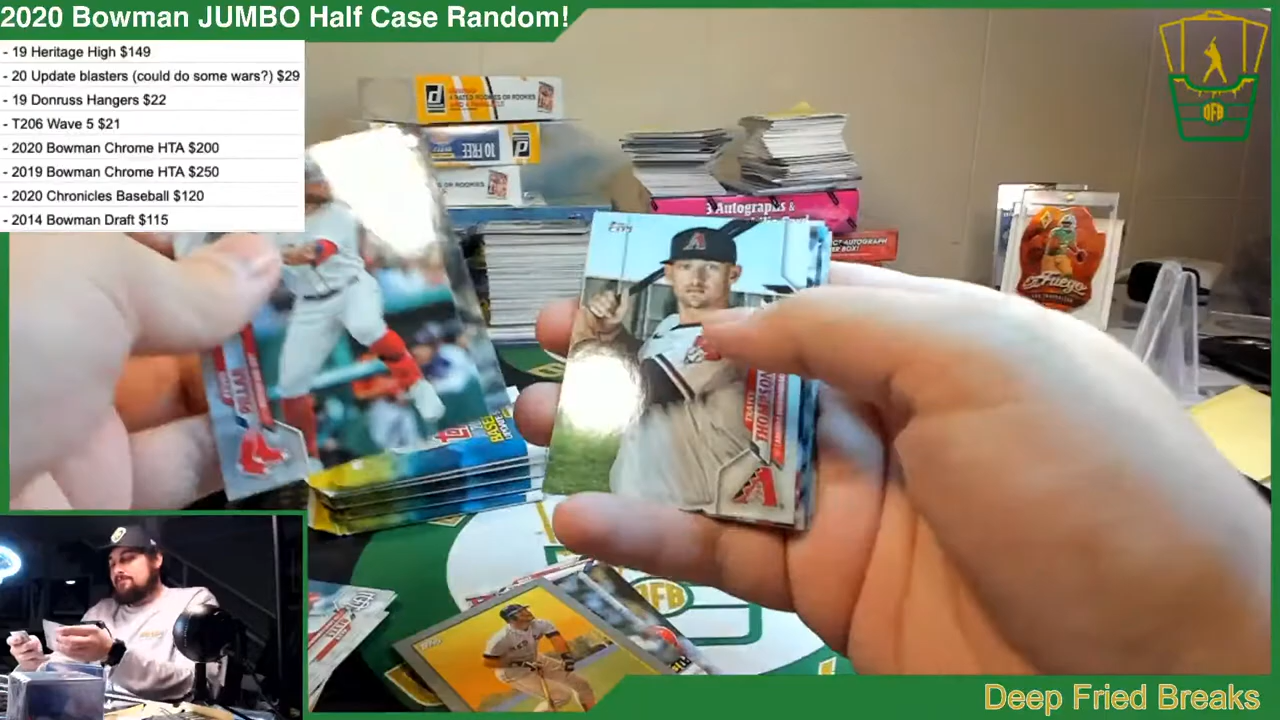 2020 Bowman JUMBO Half Case Random!
- 19 Heritage High $149
- 20 Update blasters (could do some wars?) $29
- 19 Donruss Hangers $22
- T206 Wave 5 $21
- 2020 Bowman Chrome HTA $200
- 2019 Bowman Chrome HTA $250
- 2020 Chronicles Baseball $120
- 2014 Bowman Draft $115
DFB
10 FREE
3 Autographs &
Fuego
PILLAR
THOMPSON
DFB
Deep Fried Breaks